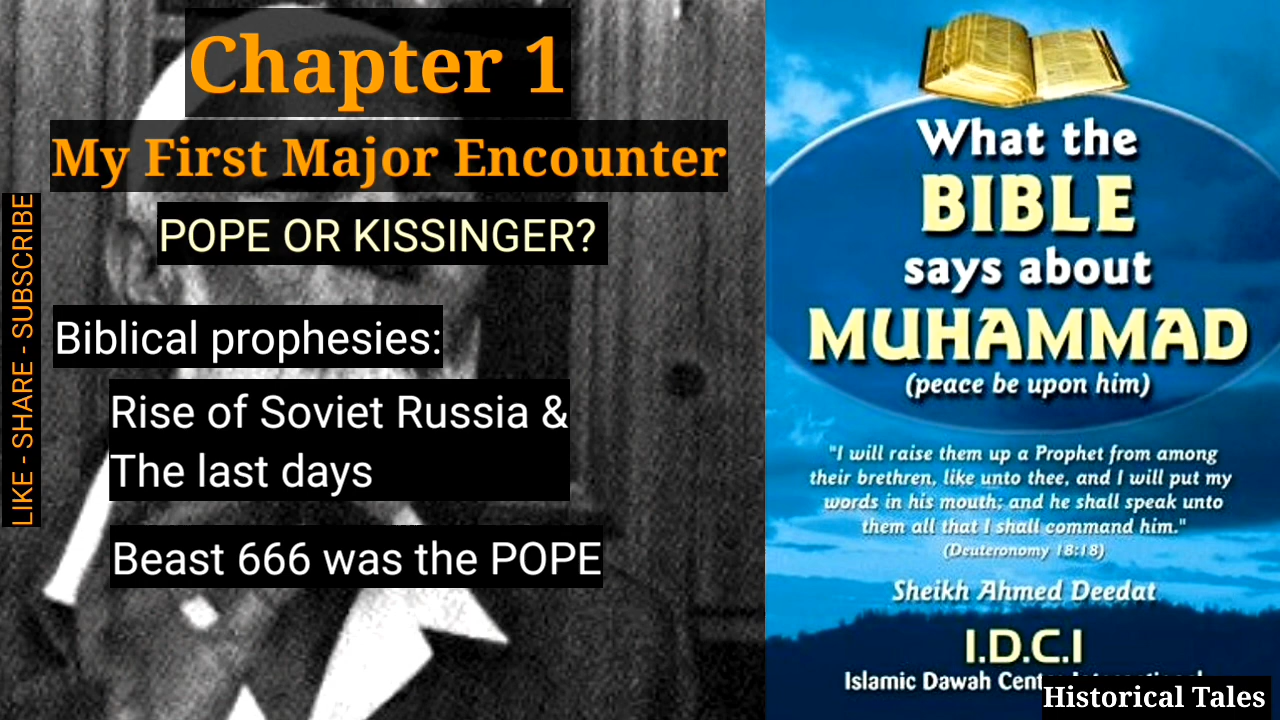 Chapter 1
My First Major Encounter
POPE OR KISSINGER?
Biblical prophesies:
Rise of Soviet Russia &
The last days
Beast 666 was the POPE
LIKE - SHARE - SUBSCRIBE
What the
BIBLE
says about
MUHAMMAD
(peace be upon him)
"I will raise them up a Prophet from among
their brethren, like unto thee, and I will put my
words in his mouth; and he shall speak unto
them all that I shall command him."
(Deuteronomy 18:18)
Sheikh Ahmed Deedat
I.D.C.I
Islamic Dawah
Historical Tales